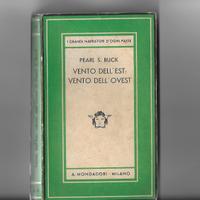 I GRANDI NARRATORI D'OGNI PAESE
PEARL S. BUCK
VENTO DELL'EST
VENTO DELL'OVEST
A. MONDADORI - MILANO